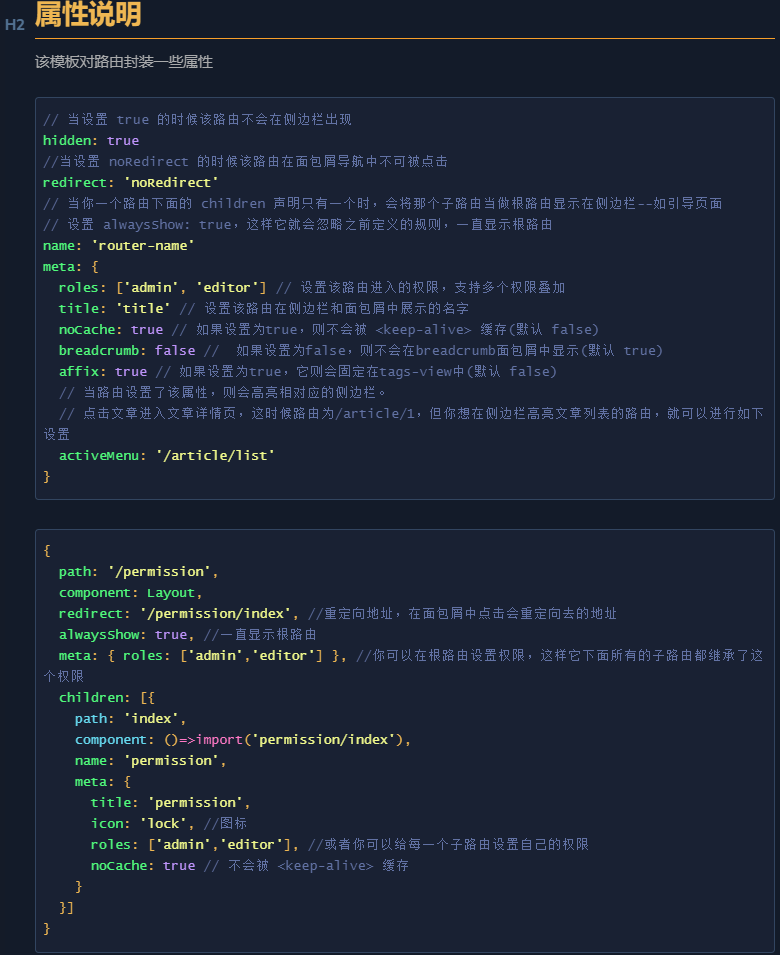 H2 属性说明
该模板对路由封装一些属性
// 当设置 true 的时候该路由不会在侧边栏出现
hidden: true
//当设置 noRedirect 的时候该路由在面包屑导航中不可被点击
redirect: 'noRedirect'
// 当你一个路由下面的 children 声明只有一个时，会将那个子路由当做根路由显示在侧边栏--如引导页面
// 设置 alwaysShow: true，这样它就会忽略之前定义的规则，一直显示根路由
name: 'router-name'
meta: {
  roles: ['admin', 'editor'] // 设置该路由进入的权限，支持多个权限叠加
  title: 'title' // 设置该路由在侧边栏和面包屑中展示的名字
  noCache: true // 如果设置为true，则不会被 <keep-alive> 缓存(默认 false)
  breadcrumb: false //  如果设置为false，则不会在breadcrumb面包屑中显示(默认 true)
  affix: true // 如果设置为true，它则会固定在tags-view中(默认 false)
  // 当路由设置了该属性，则会高亮相对应的侧边栏。
  // 点击文章进入文章详情页，这时候路由为/article/1，但你想在侧边栏高亮文章列表的路由，就可以进行如下
设置
  activeMenu: '/article/list'
}
{
  path: '/permission',
  component: Layout,
  redirect: '/permission/index', //重定向地址，在面包屑中点击会重定向去的地址
  alwaysShow: true, //一直显示根路由
  meta: { roles: ['admin','editor'] }, //你可以在根路由设置权限，这样它下面所有的子路由都继承了这
个权限
  children: [{
    path: 'index',
    component: ()=>import('permission/index'),
    name: 'permission',
    meta: {
      title: 'permission',
      icon: 'lock', //图标
      roles: ['admin','editor'], //或者你可以给每一个子路由设置自己的权限
      noCache: true // 不会被 <keep-alive> 缓存
    }
  }]
}